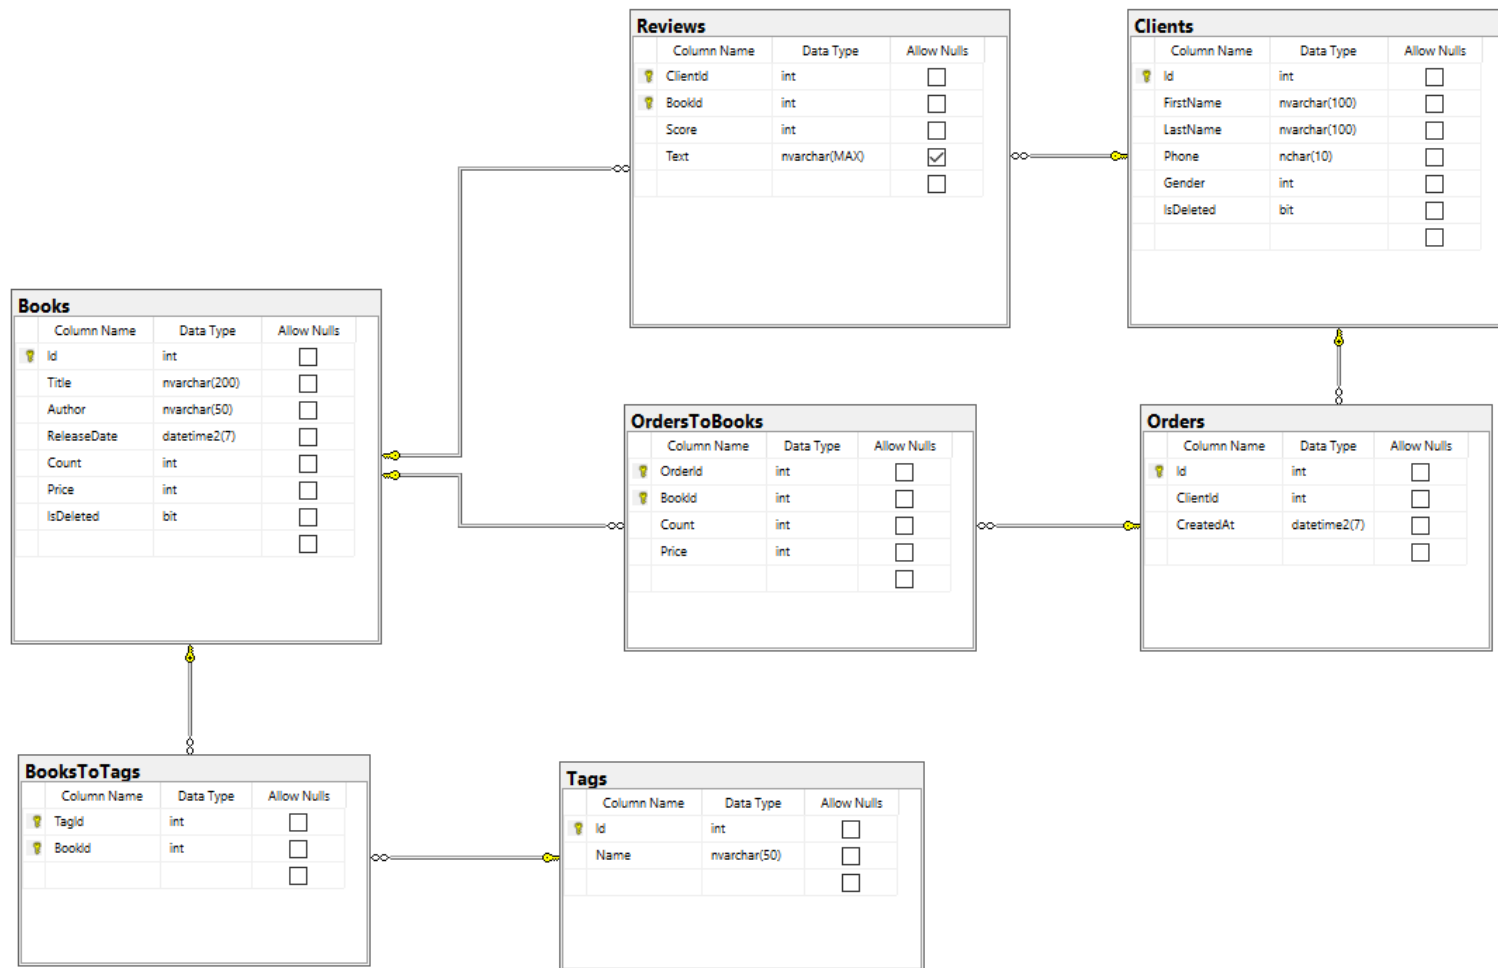 Reviews
Column Name Data Type Allow Nulls
ClientId int
BookId int
Score int
Text nvarchar(MAX)
Clients
Column Name Data Type Allow Nulls
Id int
FirstName nvarchar(100)
LastName nvarchar(100)
Phone nchar(10)
Gender int
IsDeleted bit
Books
Column Name Data Type Allow Nulls
Id int
Title nvarchar(200)
Author nvarchar(50)
ReleaseDate datetime2(7)
Count int
Price int
IsDeleted bit
OrdersToBooks
Column Name Data Type Allow Nulls
OrderId int
BookId int
Count int
Price int
Orders
Column Name Data Type Allow Nulls
Id int
ClientId int
CreatedAt datetime2(7)
BooksToTags
Column Name Data Type Allow Nulls
TagId int
BookId int
Tags
Column Name Data Type Allow Nulls
Id int
Name nvarchar(50)